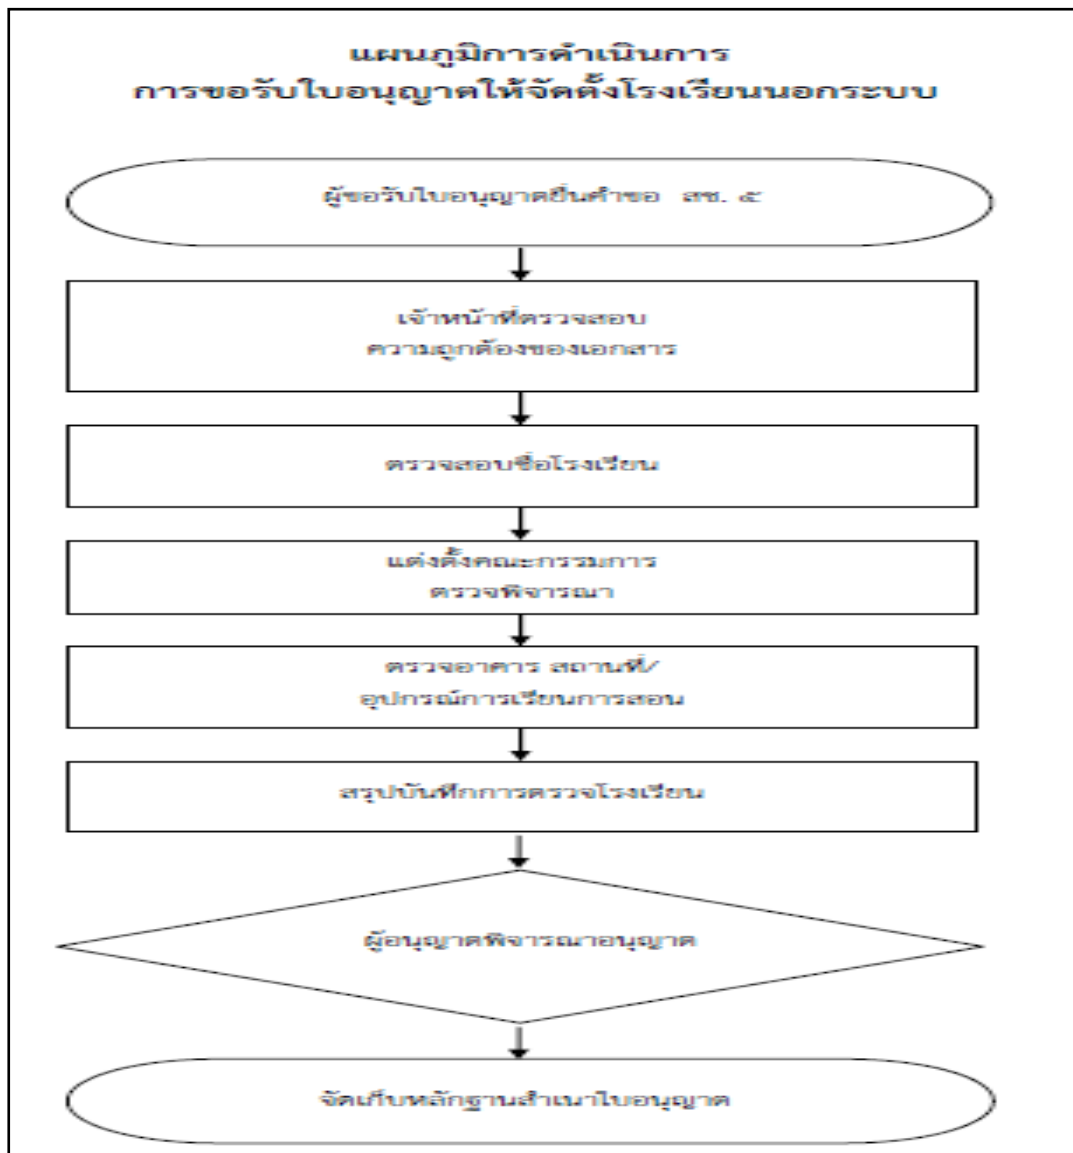 แผนภูมิการดำเนินการ
การขอรับใบอนุญาตให้จัดตั้งโรงเรียนนอกระบบ
ผู้ขอรับใบอนุญาตยื่นคำขอ สช. ๕
เจ้าหน้าที่ตรวจสอบ
ความถูกต้องของเอกสาร
ตรวจสอบชื่อโรงเรียน
แต่งตั้งคณะกรรมการ
ตรวจพิจารณา
ตรวจอาคาร สถานที่/
อุปกรณ์การเรียนการสอน
สรุปบันทึกการตรวจโรงเรียน
ผู้อนุญาตพิจารณาอนุญาต
จัดเก็บหลักฐานสำเนาใบอนุญาต